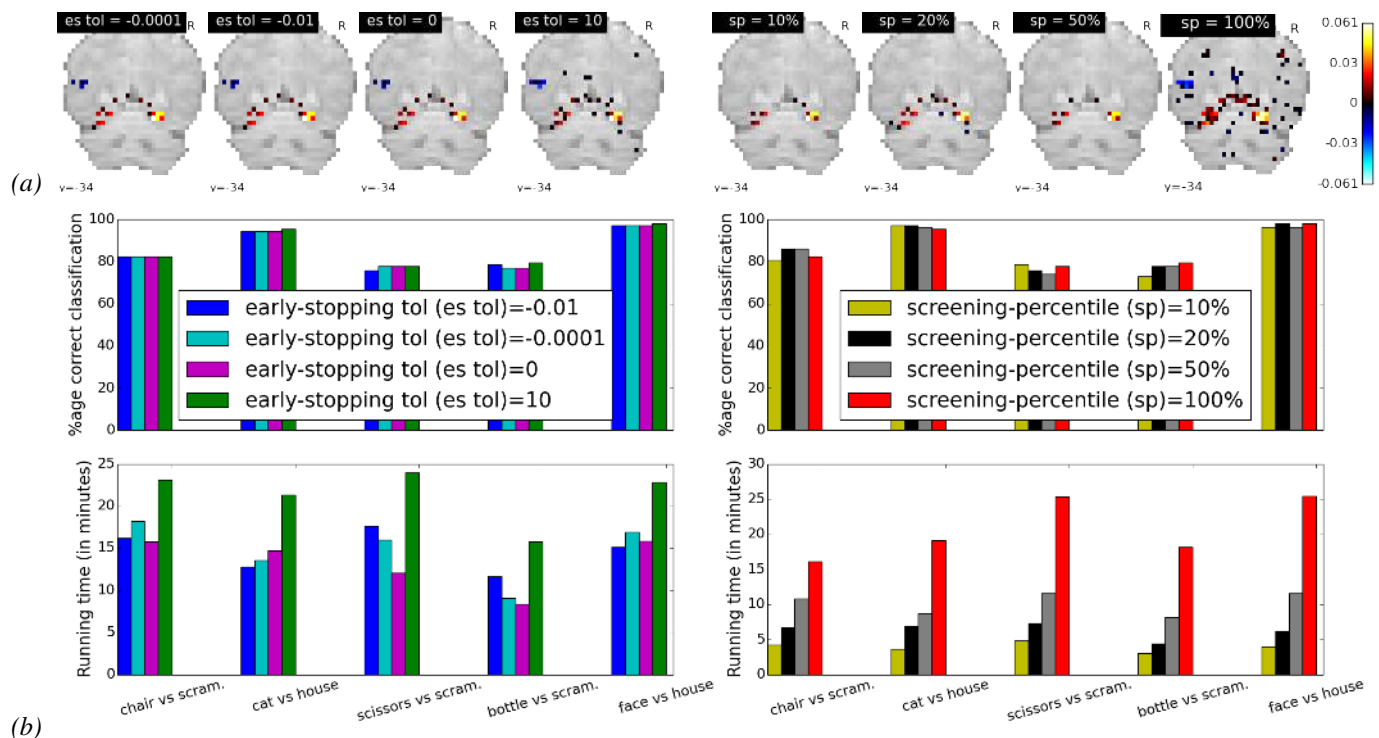 es tol = -0.0001 R
es tol = -0.01 R
es tol = 0 R
es tol = 10 R
sp = 10% R
sp = 20% R
sp = 50% R
sp = 100% R
0.061
0.03
0
-0.03
-0.061
y=-34
y=-34
y=-34
y=-34
y=-34
y=-34
y=-34
y=-34
(a)
%age correct classification
100
80
60
40
20
0
early-stopping tol (es tol)=-0.01
early-stopping tol (es tol)=-0.0001
early-stopping tol (es tol)=0
early-stopping tol (es tol)=10
%age correct classification
100
80
60
40
20
0
screening-percentile (sp)=10%
screening-percentile (sp)=20%
screening-percentile (sp)=50%
screening-percentile (sp)=100%
Running time (in minutes)
25
20
15
10
5
0
chair vs scram.
cat vs house
scissors vs scram.
bottle vs scram.
face vs house
Running time (in minutes)
30
25
20
15
10
5
0
chair vs scram.
cat vs house
scissors vs scram.
bottle vs scram.
face vs house
(b)